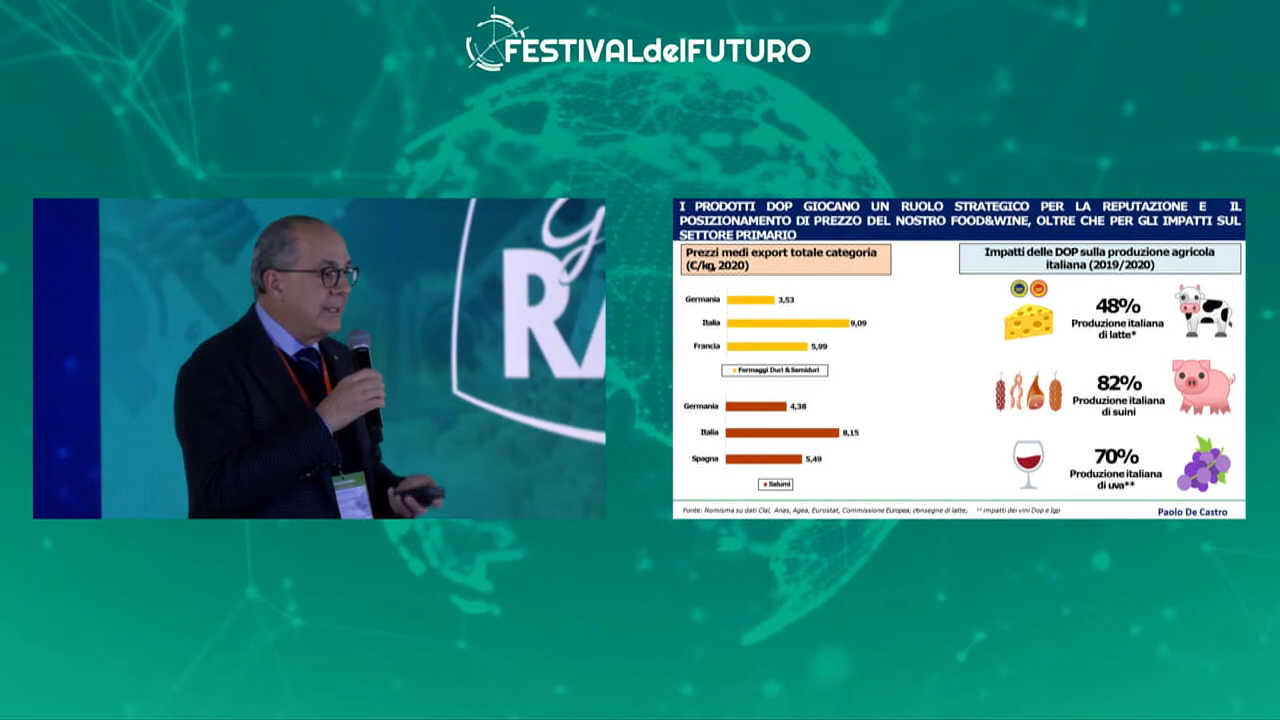 FESTIVALdelFUTURO
RA
I PRODOTTI DOP GIOCANO UN RUOLO STRATEGICO PER LA REPUTAZIONE E IL
POSIZIONAMENTO DI PREZZO DEL NOSTRO FOOD&WINE, OLTRE CHE PER GLI IMPATTI SUL
SETTORE PRIMARIO
Prezzi medi export totale categoria
(€/kg, 2020)
Germania 3,53
Italia 9,09
Francia 5,99
Formaggi Duri & Semiduri
Germania 4,38
Italia 8,15
Spagna 5,49
Salumi
Impatti delle DOP sulla produzione agricola
italiana (2019/2020)
48%
Produzione italiana
di latte*
82%
Produzione italiana
di suini
70%
Produzione italiana
di uva**
Fonte: Nomisma su dati Clal, Anas, Agea, Eurostat, Commissione Europea; consegne di latte; ** impatti dei vini Dop e Igp
Paolo De Castro